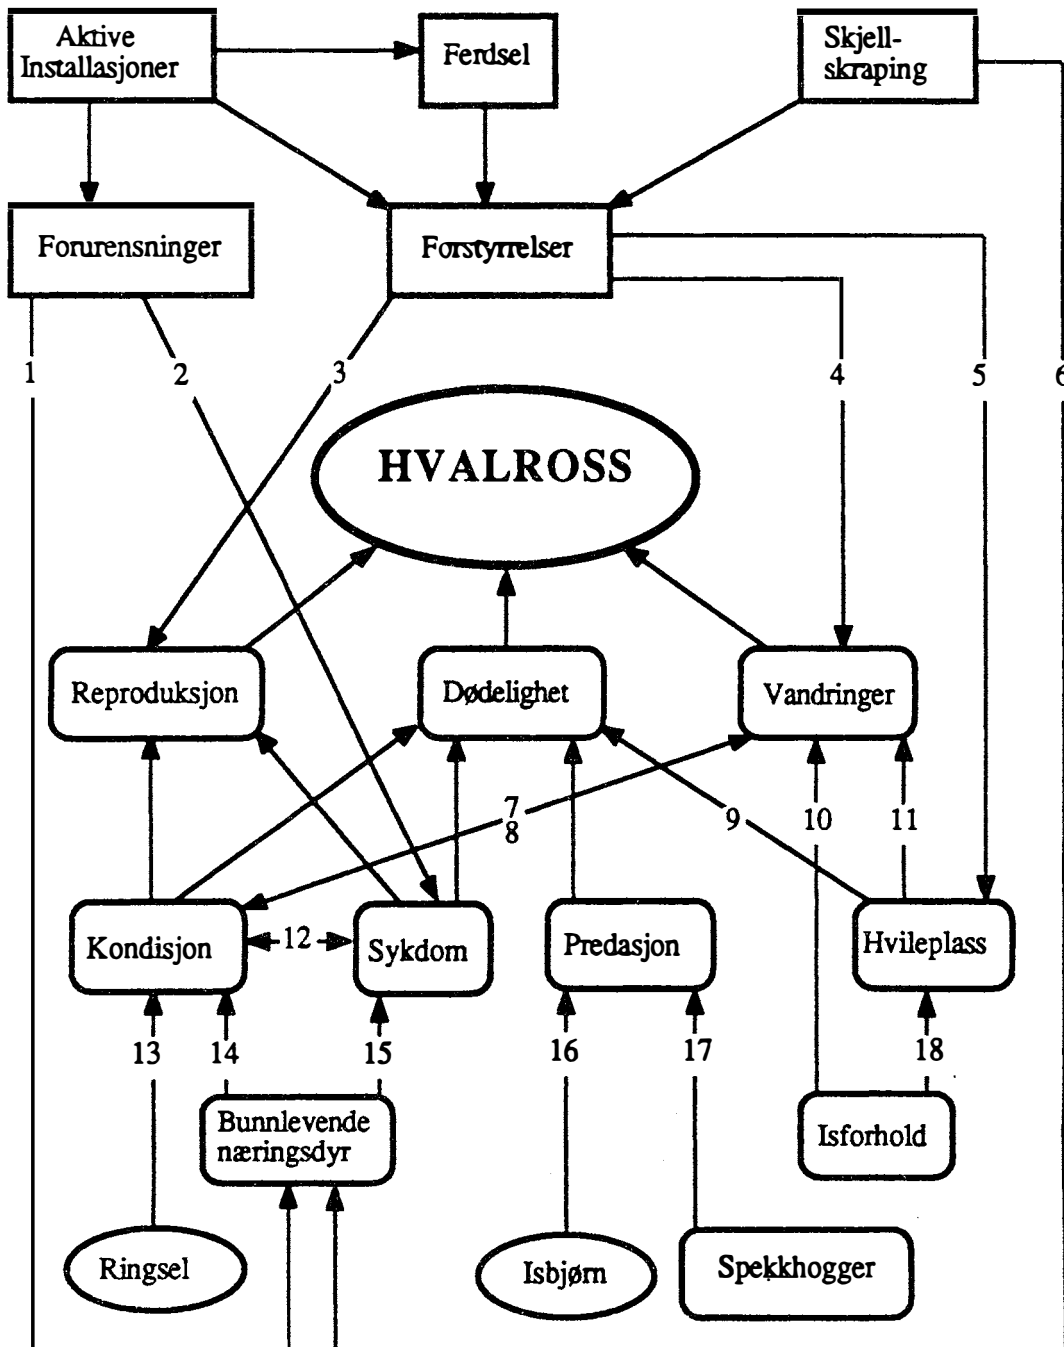 Aktive
Installasjoner
Ferdsel
Skjell-
skraping
Forurensninger
Forstyrrelser
1
2
3
4
5
6
HVALROSS
Reproduksjon
Dødelighet
Vandringer
7
8
9
10
11
Kondisjon
12
Sykdom
Predasjon
Hvileplass
13
14
15
16
17
18
Bunnlevende
næringsdyr
Isforhold
Ringsel
Isbjørn
Spekkhogger